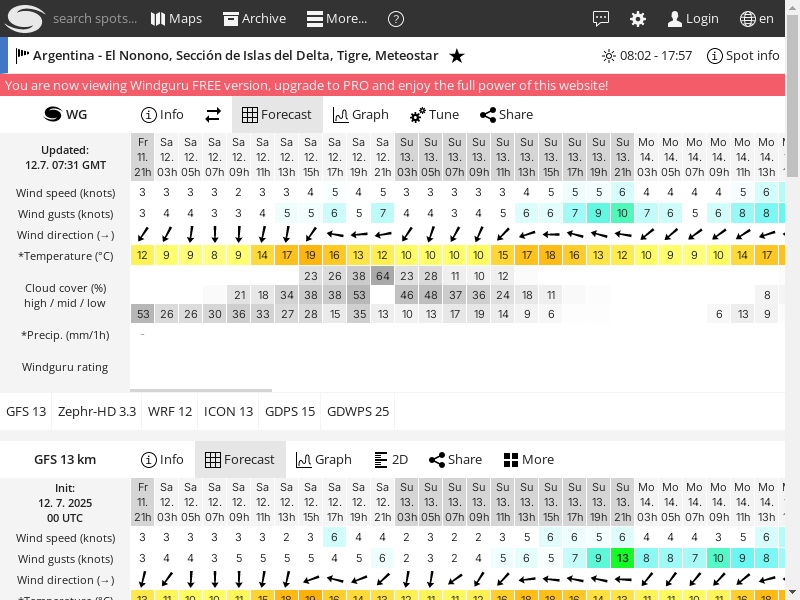 search spots... Maps Archive More... ? Login en
Argentina - El Nonono, Sección de Islas del Delta, Tigre, Meteostar ★ 08:02 - 17:57 Spot info
You are now viewing Windguru FREE version, upgrade to PRO and enjoy the full power of this website!
WG Info Forecast Graph Tune Share
Updated:
12.7. 07:31 GMT
Fr Sa Sa Sa Sa Sa Sa Sa Sa Sa Sa Su Su Su Su Su Su Su Su Su Su Mo Mo Mo Mo Mo Mo
11. 12. 12. 12. 12. 12. 12. 12. 12. 12. 12. 13. 13. 13. 13. 13. 13. 13. 13. 13. 13. 14. 14. 14. 14. 14. 14.
21h 03h 05h 07h 09h 11h 13h 15h 17h 19h 21h 03h 05h 07h 09h 11h 13h 15h 17h 19h 21h 03h 05h 07h 09h 11h 13h
Wind speed (knots) 3 3 3 3 2 3 3 4 5 4 5 3 3 3 3 3 4 5 5 5 6 4 4 4 4 5 6
Wind gusts (knots) 3 4 4 3 3 4 5 5 6 5 7 4 4 3 4 5 6 6 7 9 10 7 6 5 6 8 8
Wind direction (→)
*Temperature (°C) 12 9 9 8 9 14 17 19 16 13 12 10 10 10 10 15 17 18 16 13 12 10 9 9 10 14 17
Cloud cover (%)
high / mid / low
23 26 38 64 23 28 11 10 12
21 18 34 38 38 53 46 48 37 36 24 18 11 8
53 26 26 30 36 33 27 28 15 35 13 10 13 17 19 14 9 6 6 13 9
*Precip. (mm/1h) -
Windguru rating
GFS 13 Zephr-HD 3.3 WRF 12 ICON 13 GDPS 15 GDWPS 25
GFS 13 km Info Forecast Graph 2D Share More
Init:
12. 7. 2025
00 UTC
Fr Sa Sa Sa Sa Sa Sa Sa Sa Sa Sa Su Su Su Su Su Su Su Su Su Su Mo Mo Mo Mo Mo Mo
11. 12. 12. 12. 12. 12. 12. 12. 12. 12. 12. 13. 13. 13. 13. 13. 13. 13. 13. 13. 13. 14. 14. 14. 14. 14. 14.
21h 03h 05h 07h 09h 11h 13h 15h 17h 19h 21h 03h 05h 07h 09h 11h 13h 15h 17h 19h 21h 03h 05h 07h 09h 11h 13h
Wind speed (knots) 3 3 3 3 3 3 2 3 6 4 4 2 3 2 2 3 5 6 6 5 6 4 4 4 3 5 6
Wind gusts (knots) 3 4 4 3 5 5 5 5 4 5 6 2 3 2 4 5 6 5 7 9 13 8 8 7 10 9 8
Wind direction (→)